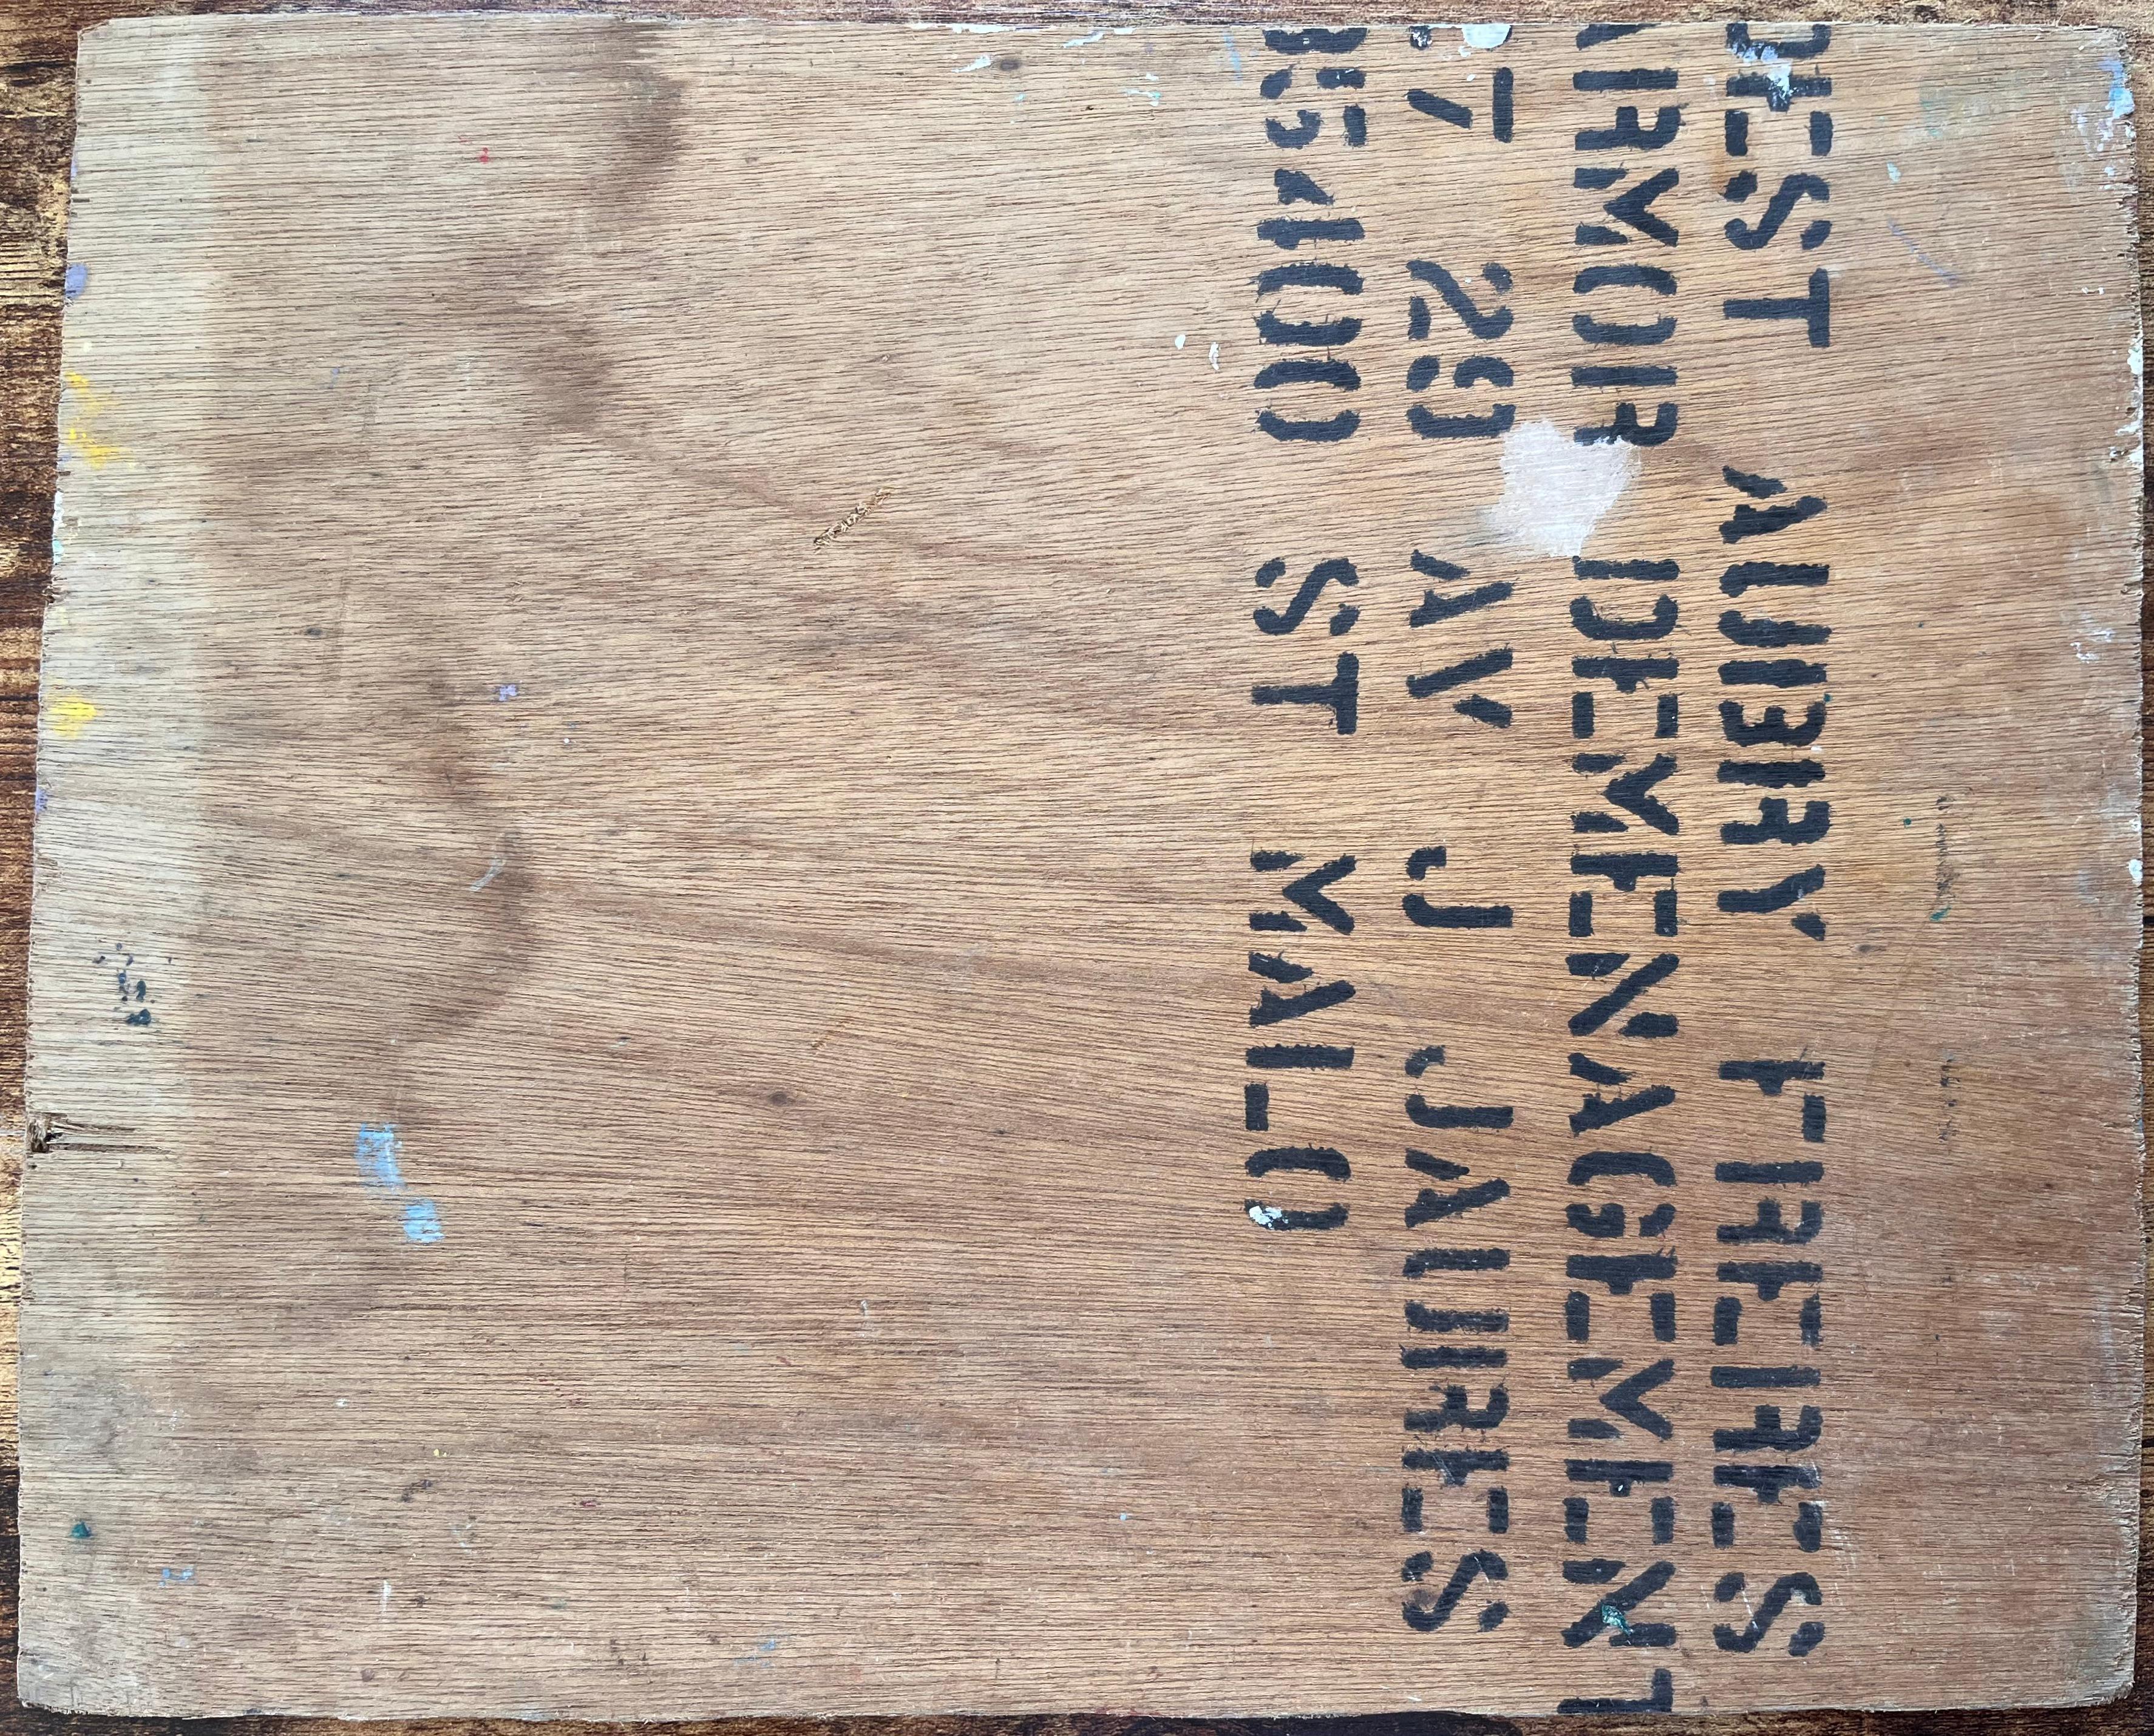 DEST AUBRY FRERES
ARMOR DEMENAGEMENT
7 29 AV J JAURES
35400 ST MALO